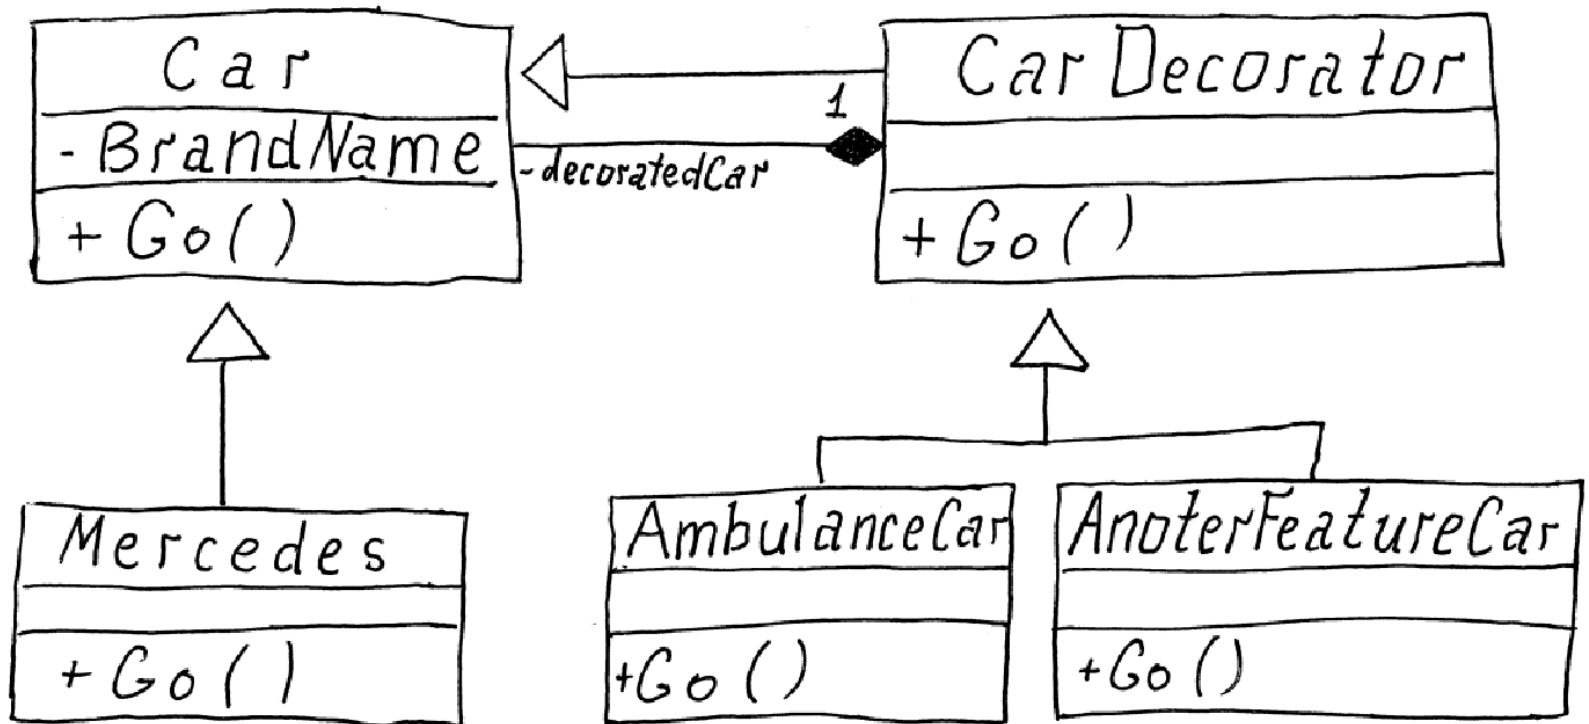 Car
- BrandName
+ Go()
1
- decoratedCar
CarDecorator
+ Go()
Mercedes
+ Go()
AmbulanceCar
+Go()
AnoterFeatureCar
+Go()